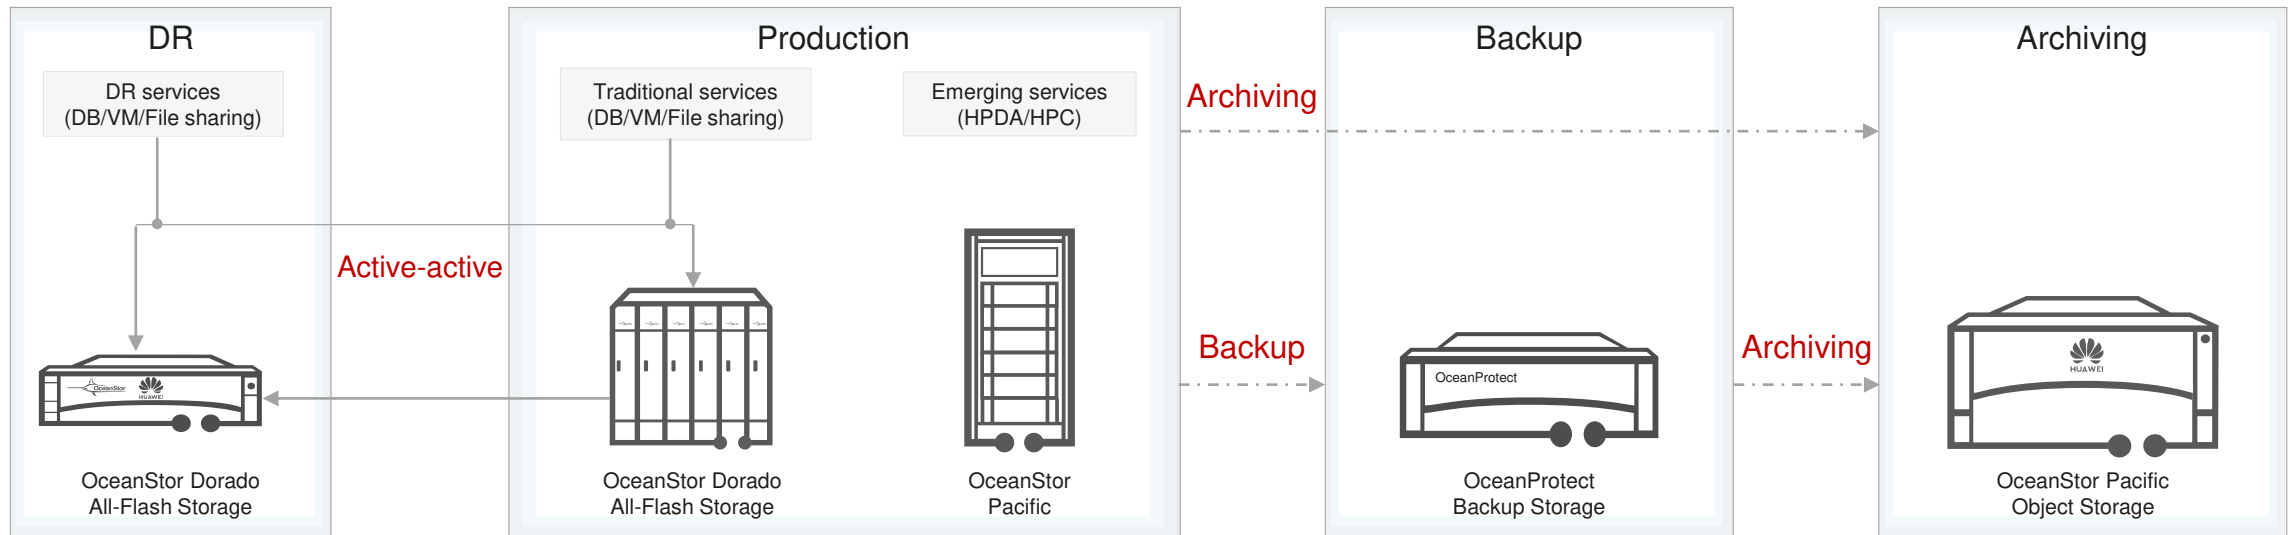 DR
DR services
(DB/VM/File sharing)
OceanStor
HUAWEI
OceanStor Dorado
All-Flash Storage
Active-active
Production
Traditional services
(DB/VM/File sharing)
Emerging services
(HPDA/HPC)
OceanStor Dorado
All-Flash Storage
OceanStor
Pacific
Archiving
Backup
Backup
OceanProtect
OceanProtect
Backup Storage
Archiving
Archiving
HUAWEI
OceanStor Pacific
Object Storage